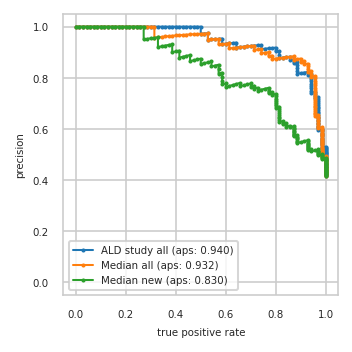 1.0
0.8
0.6
0.4
0.2
0.0
precision
ALD study all (aps: 0.940)
Median all (aps: 0.932)
Median new (aps: 0.830)
0.0 0.2 0.4 0.6 0.8 1.0
true positive rate